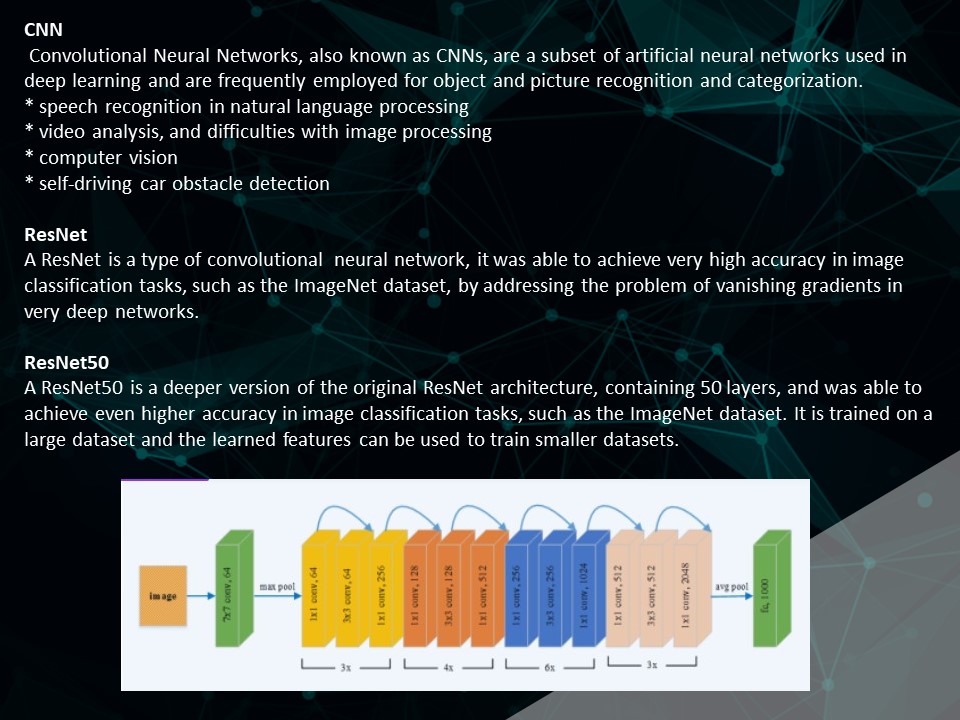 CNN
Convolutional Neural Networks, also known as CNNs, are a subset of artificial neural networks used in
deep learning and are frequently employed for object and picture recognition and categorization.
* speech recognition in natural language processing
* video analysis, and difficulties with image processing
* computer vision
* self-driving car obstacle detection
ResNet
A ResNet is a type of convolutional  neural network, it was able to achieve very high accuracy in image
classification tasks, such as the ImageNet dataset, by addressing the problem of vanishing gradients in
very deep networks.
ResNet50
A ResNet50 is a deeper version of the original ResNet architecture, containing 50 layers, and was able to
achieve even higher accuracy in image classification tasks, such as the ImageNet dataset. It is trained on a
large dataset and the learned features can be used to train smaller datasets.
image
7x7 conv, 64
max pool
1x1 conv, 64
3x3 conv, 64
1x1 conv, 256
1x1 conv, 128
3x3 conv, 128
1x1 conv, 512
1x1 conv, 256
3x3 conv, 256
1x1 conv, 1024
1x1 conv, 512
3x3 conv, 512
1x1 conv, 2048
avg pool
fc, 1000
3x
4x
6x
3x